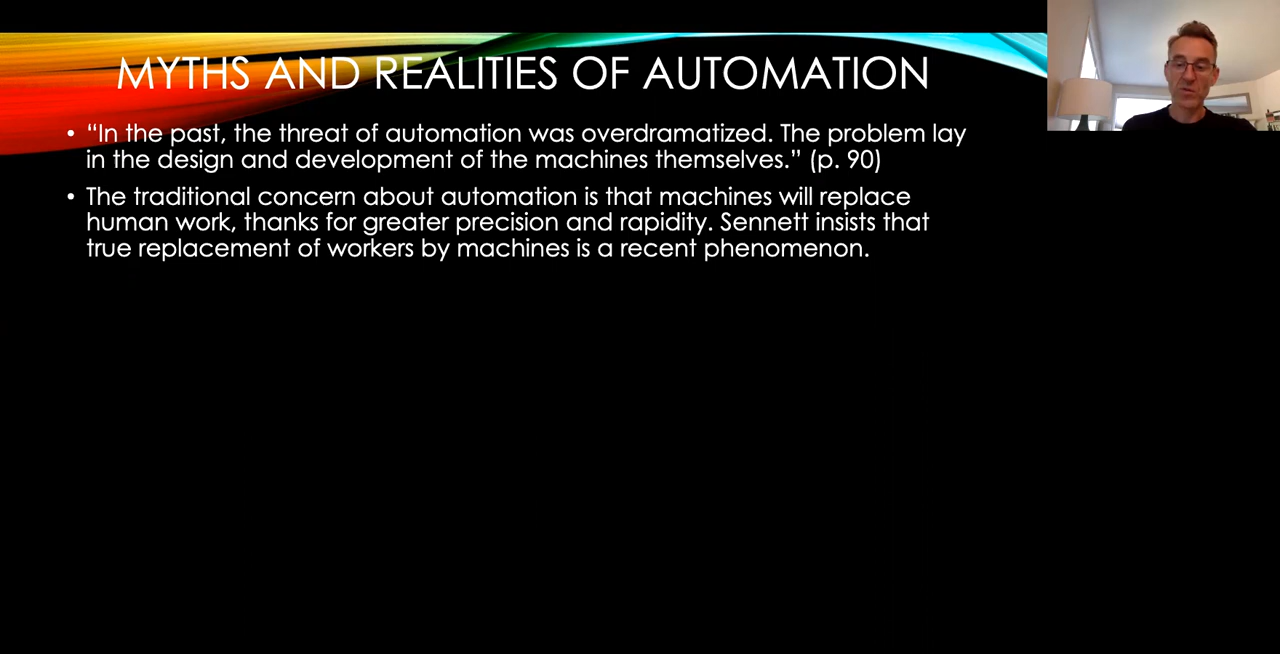 MYTHS AND REALITIES OF AUTOMATION
• “In the past, the threat of automation was overdramatized. The problem lay
in the design and development of the machines themselves.” (p. 90)
• The traditional concern about automation is that machines will replace
human work, thanks for greater precision and rapidity. Sennett insists that
true replacement of workers by machines is a recent phenomenon.